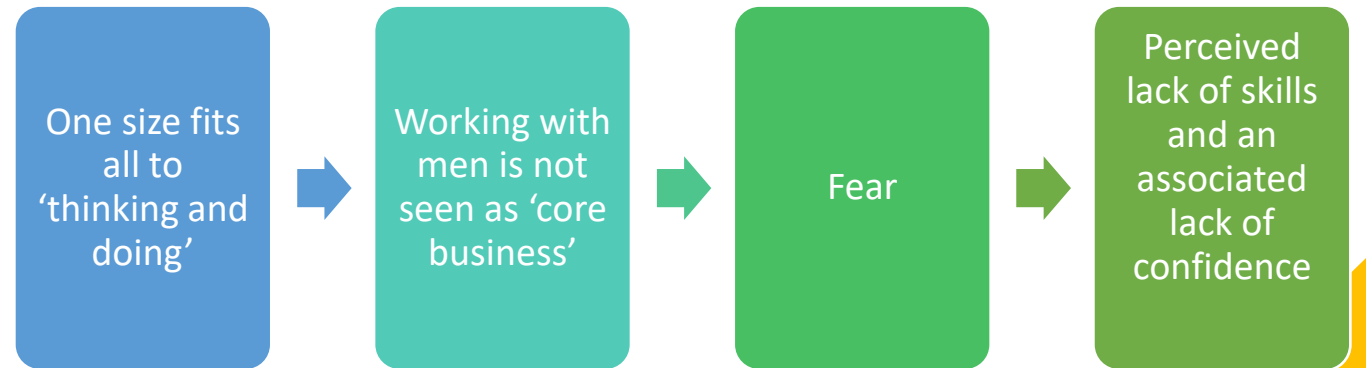 One size fits
all to
‘thinking and
doing’
Working with
men is not
seen as ‘core
business’
Fear
Perceived
lack of skills
and an
associated
lack of
confidence